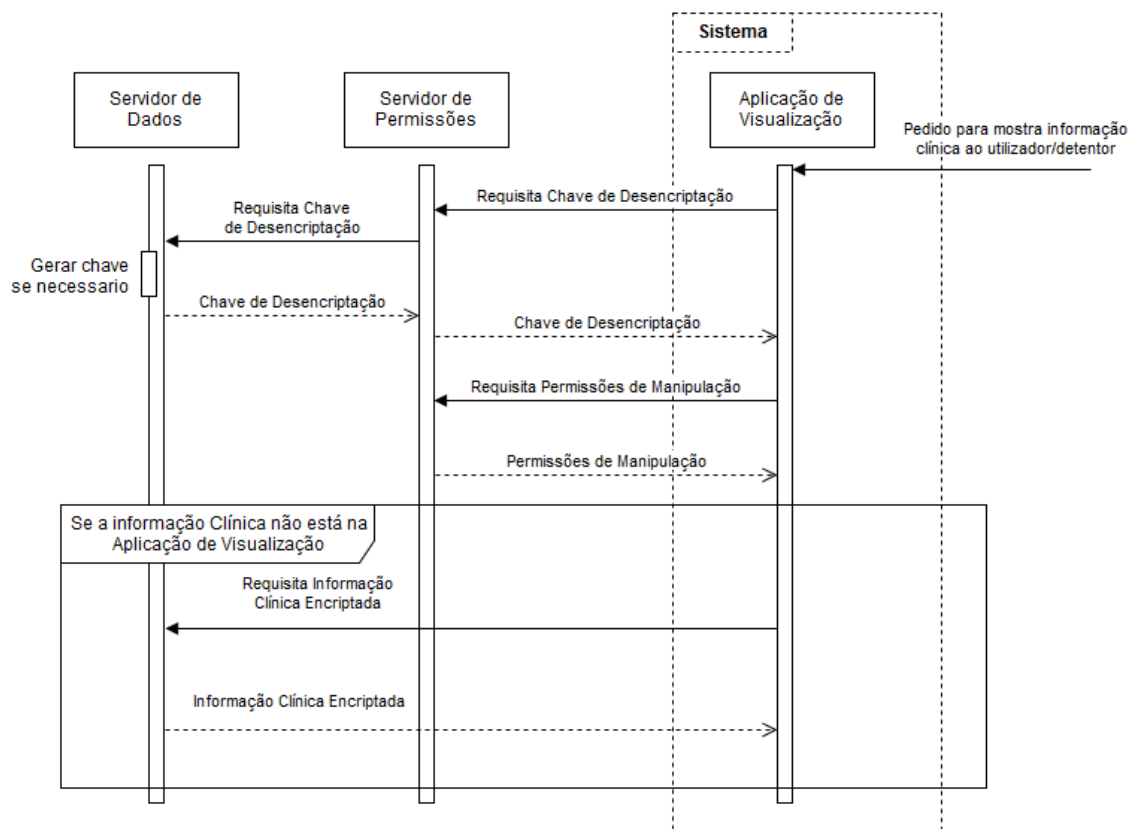 Sistema
Servidor de
Dados
Servidor de
Permissões
Aplicação de
Visualização
Pedido para mostra informação
clínica ao utilizador/detentor
Requisita Chave de Desencriptação
Requisita Chave
de Desencriptação
Gerar chave
se necessario
Chave de Desencriptação
Chave de Desencriptação
Requisita Permissões de Manipulação
Permissões de Manipulação
Se a informação Clínica não está na
Aplicação de Visualização
Requisita Informação
Clínica Encriptada
Informação Clínica Encriptada